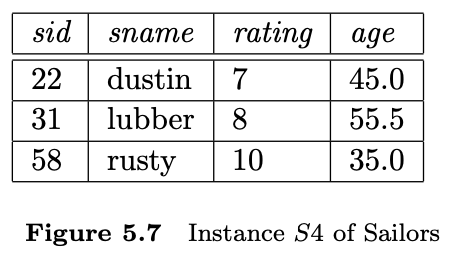 sid sname rating age
22 dustin 7 45.0
31 lubber 8 55.5
58 rusty 10 35.0
Figure 5.7 Instance S4 of Sailors